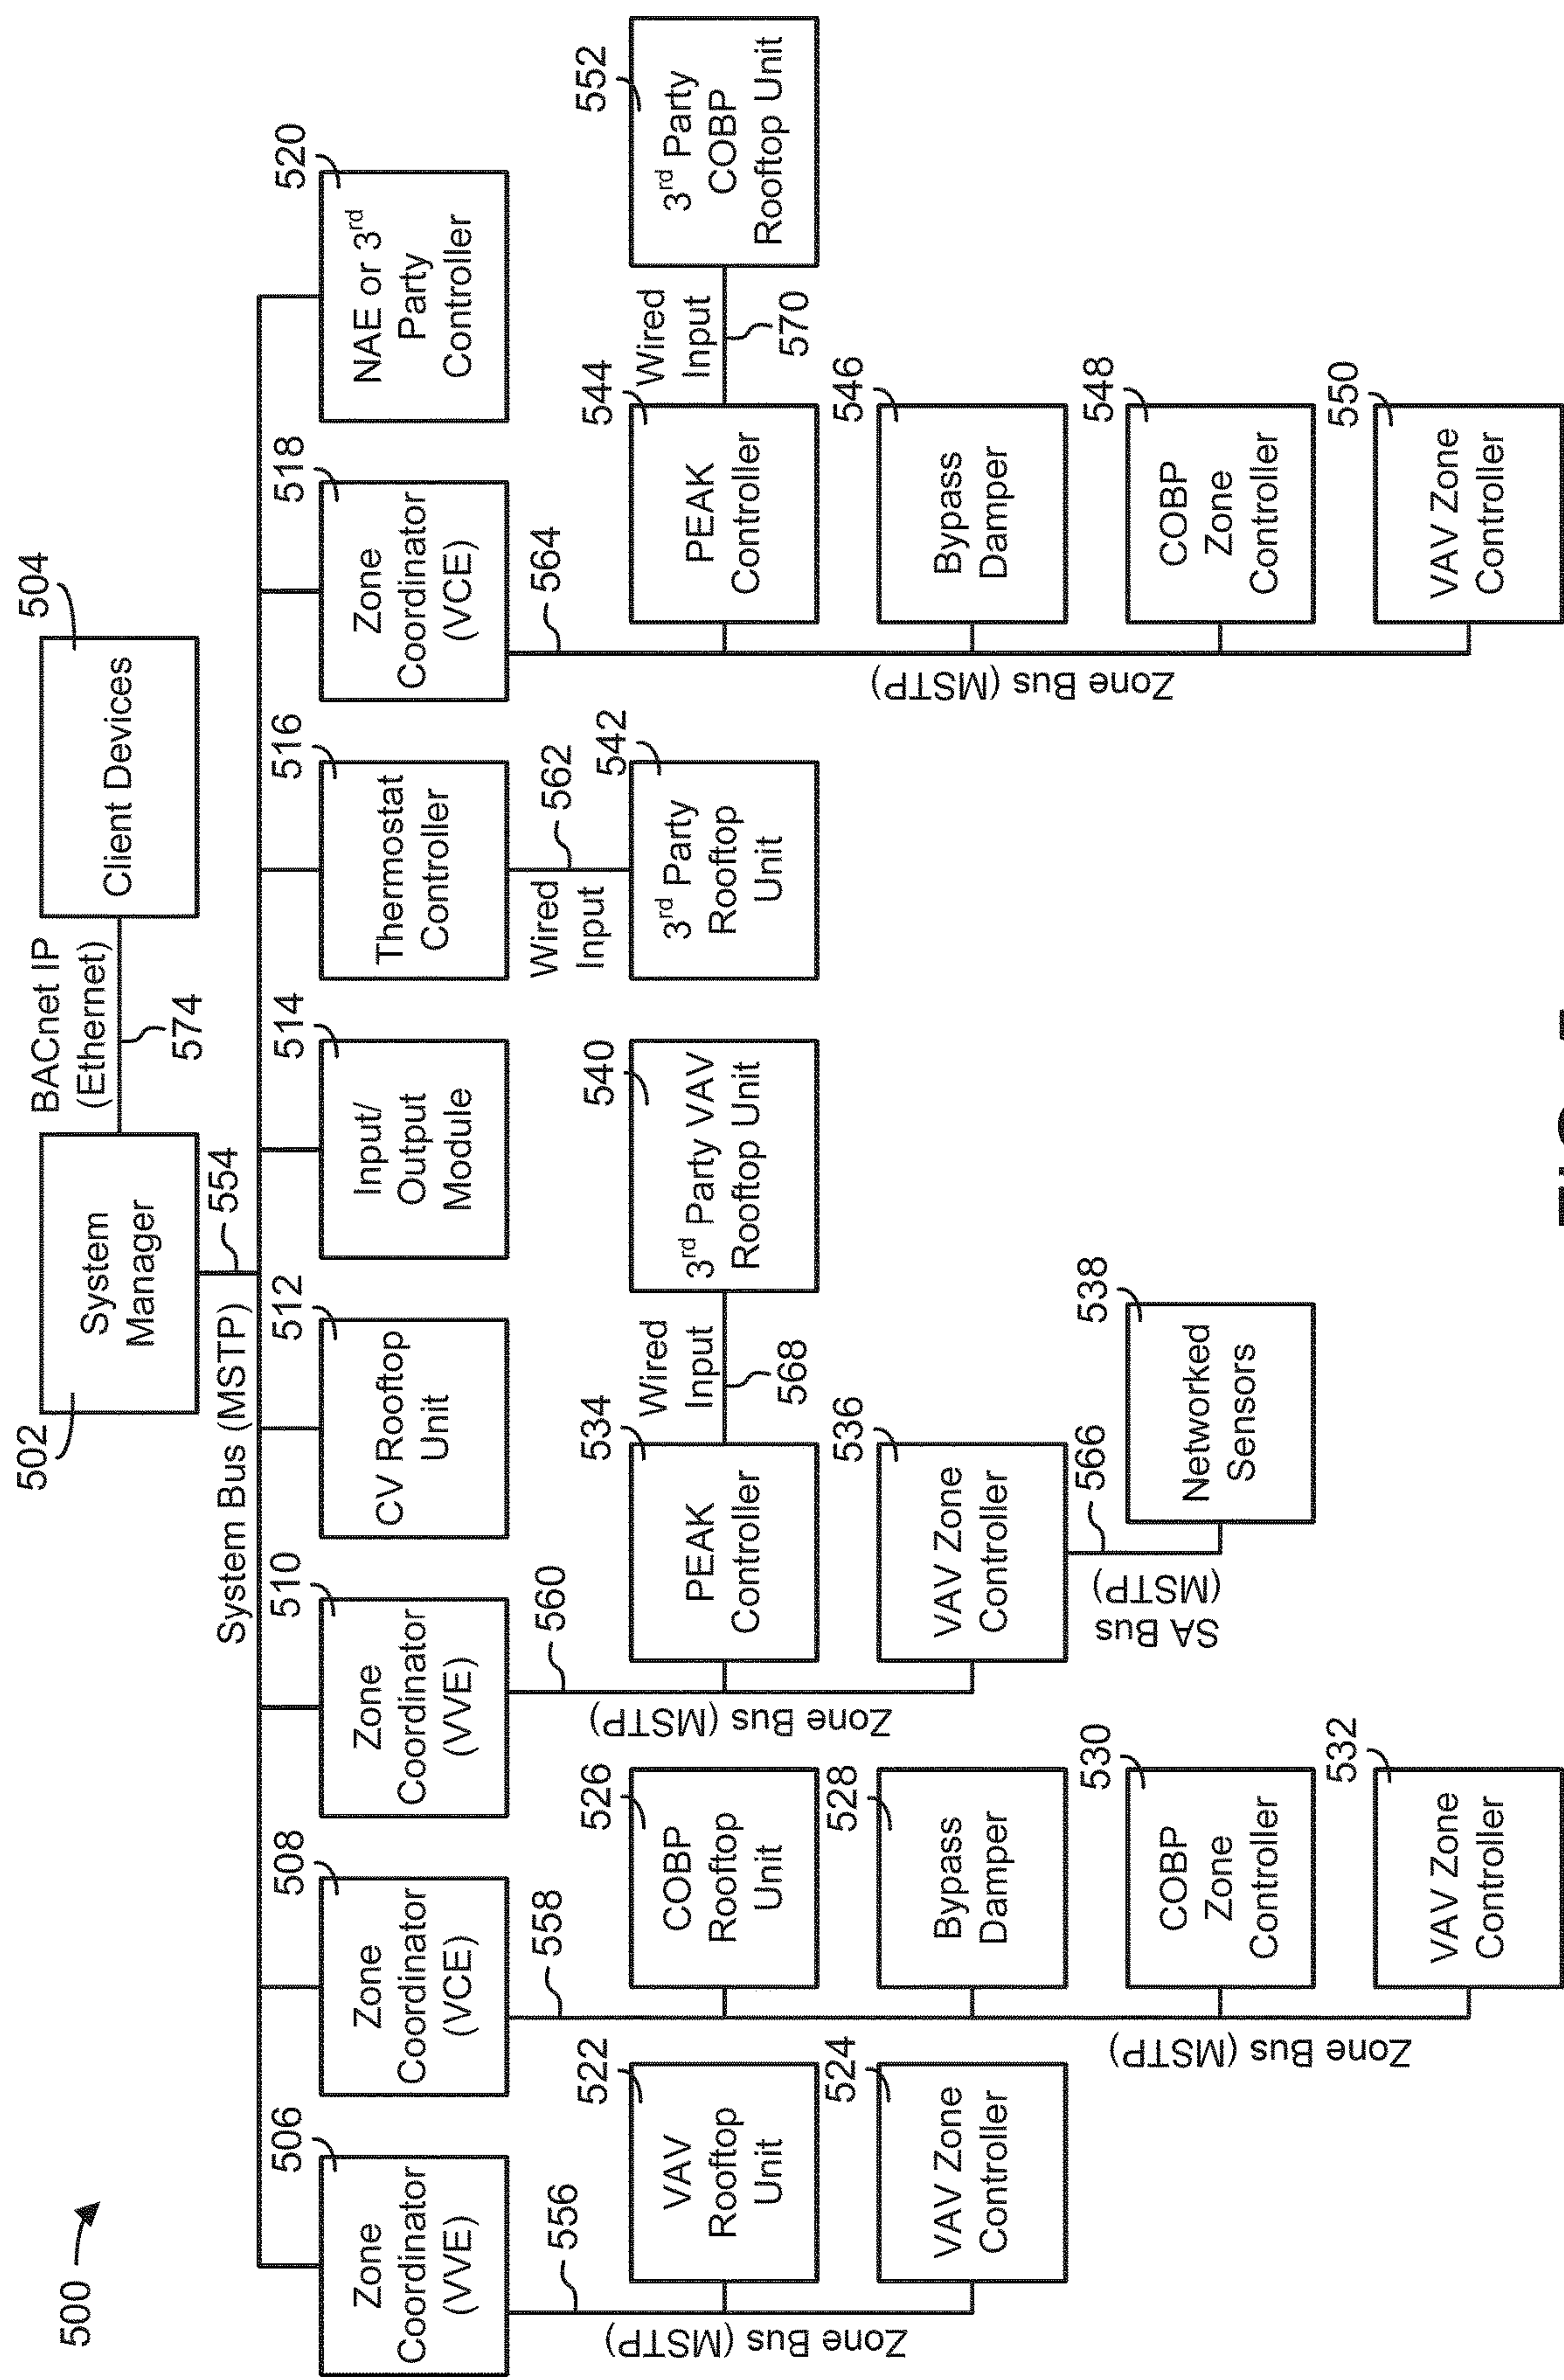 500
502
System
Manager
BACnet IP
(Ethernet)
574
504
Client Devices
554
System Bus (MSTP)
506
Zone
Coordinator
(VVE)
508
Zone
Coordinator
(VCE)
510
Zone
Coordinator
(VVE)
512
CV Rooftop
Unit
514
Input/
Output
Module
516
Thermostat
Controller
518
Zone
Coordinator
(VCE)
520
NAE or 3rd
Party
Controller
556
Zone Bus (MSTP)
522
VAV
Rooftop
Unit
524
VAV Zone
Controller
558
Zone Bus (MSTP)
526
COBP
Rooftop
Unit
528
Bypass
Damper
530
COBP
Zone
Controller
532
VAV Zone
Controller
560
Zone Bus (MSTP)
534
PEAK
Controller
Wired
Input
568
540
3rd Party VAV
Rooftop Unit
536
VAV Zone
Controller
566
SA Bus
(MSTP)
538
Networked
Sensors
562
Wired
Input
542
3rd Party
Rooftop
Unit
564
Zone Bus (MSTP)
544
PEAK
Controller
Wired
Input
570
552
3rd Party
COBP
Rooftop Unit
546
Bypass
Damper
548
COBP
Zone
Controller
550
VAV Zone
Controller